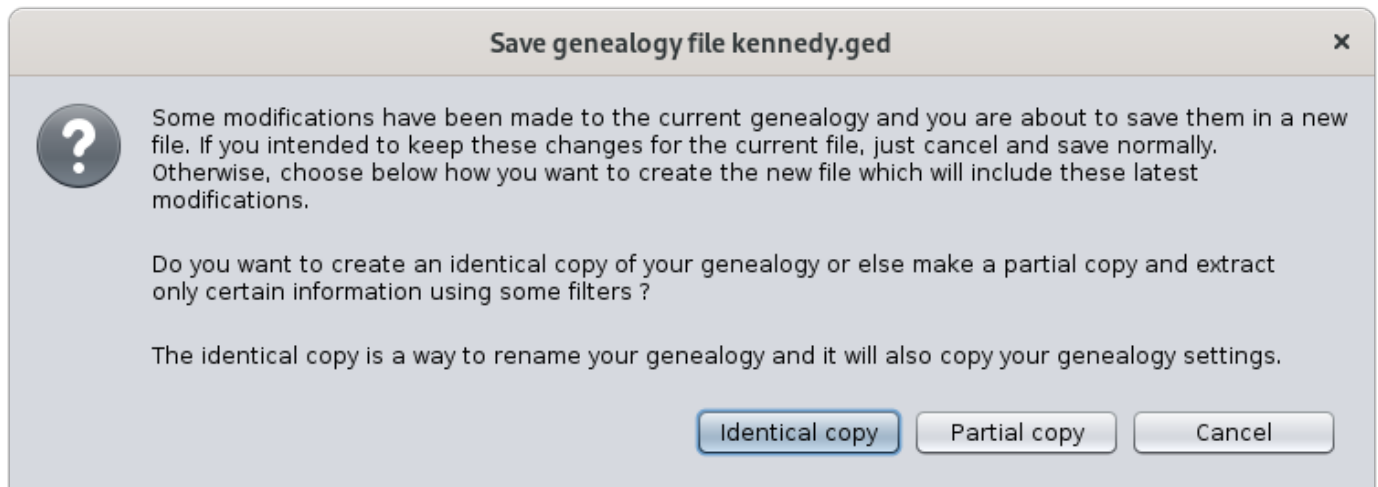 Save genealogy file kennedy.ged
Some modifications have been made to the current genealogy and you are about to save them in a new
file. If you intended to keep these changes for the current file, just cancel and save normally.
Otherwise, choose below how you want to create the new file which will include these latest
modifications.
Do you want to create an identical copy of your genealogy or else make a partial copy and extract
only certain information using some filters ?
The identical copy is a way to rename your genealogy and it will also copy your genealogy settings.
Identical copy Partial copy Cancel